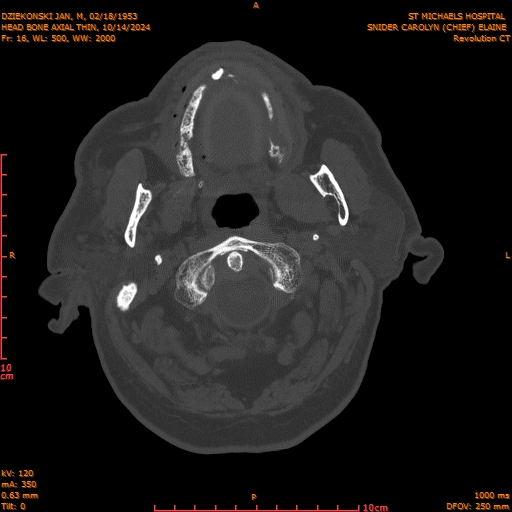 A
DZIEKONSKI JAN, M, 02/18/1953
HEAD BONE AXIAL THIN, 10/14/2024
Fr: 16, WL: 500, WW: 2000
ST MICHAELS HOSPITAL
SNIDER CAROLYN (CHIEF) ELAINE
Revolution CT
R
L
10
cm
kV: 120
mA: 350
0.63 mm
Tilt: 0
P
10cm
1000 ms
DFOV: 250 mm